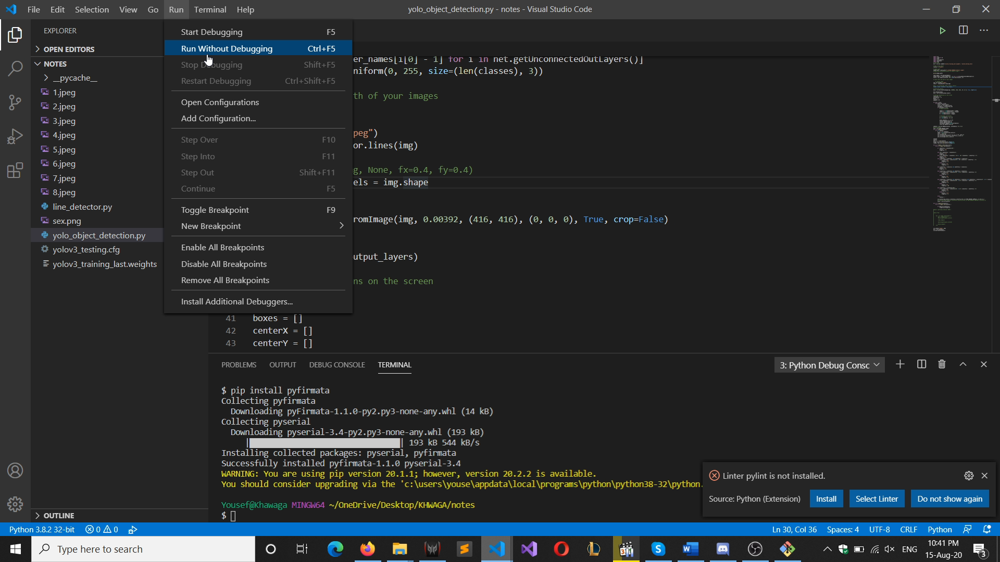 File Edit Selection View Go Run Terminal Help
yolo_object_detection.py - notes - Visual Studio Code
EXPLORER
OPEN EDITORS
NOTES
__pycache__
1.jpeg
2.jpeg
3.jpeg
4.jpeg
5.jpeg
6.jpeg
7.jpeg
8.jpeg
line_detector.py
sex.png
yolo_object_detection.py
yolov3_testing.cfg
yolov3_training_last.weights
OUTLINE
Start Debugging F5
Run Without Debugging Ctrl+F5
Stop Debugging Shift+F5
Restart Debugging Ctrl+Shift+F5
Open Configurations
Add Configuration...
Step Over F10
Step Into F11
Step Out Shift+F11
Continue F5
Toggle Breakpoint F9
New Breakpoint
Enable All Breakpoints
Disable All Breakpoints
Remove All Breakpoints
Install Additional Debuggers...
er_names[i[0] - 1] for i in net.getUnconnectedOutLayers()]
niform(0, 255, size=(len(classes), 3))
th of your images
peg")
or.lines(img)
g, None, fx=0.4, fy=0.4)
els = img.shape
romImage(img, 0.00392, (416, 416), (0, 0, 0), True, crop=False)
utput_layers)
ns on the screen
41 boxes = []
42 centerX = []
43 centerY = []
PROBLEMS OUTPUT DEBUG CONSOLE TERMINAL
3: Python Debug Consc
$ pip install pyfirmata
Collecting pyfirmata
Downloading pyFirmata-1.1.0-py2.py3-none-any.whl (14 kB)
Collecting pyserial
Downloading pyserial-3.4-py2.py3-none-any.whl (193 kB)
|| 193 kB 544 kB/s
Installing collected packages: pyserial, pyfirmata
Successfully installed pyfirmata-1.1.0 pyserial-3.4
WARNING: You are using pip version 20.1.1; however, version 20.2.2 is available.
You should consider upgrading via the 'c:\users\youse\appdata\local\programs\python\python38-32\python.
Yousef@Khawaga MINGW64 ~/OneDrive/Desktop/KHWAGA/notes
$
Linter pylint is not installed.
Source: Python (Extension) Install Select Linter Do not show again
Python 3.8.2 32-bit 0 0
Ln 30, Col 36 Spaces: 4 UTF-8 CRLF Python
Type here to search
ENG
10:41 PM
15-Aug-20
3